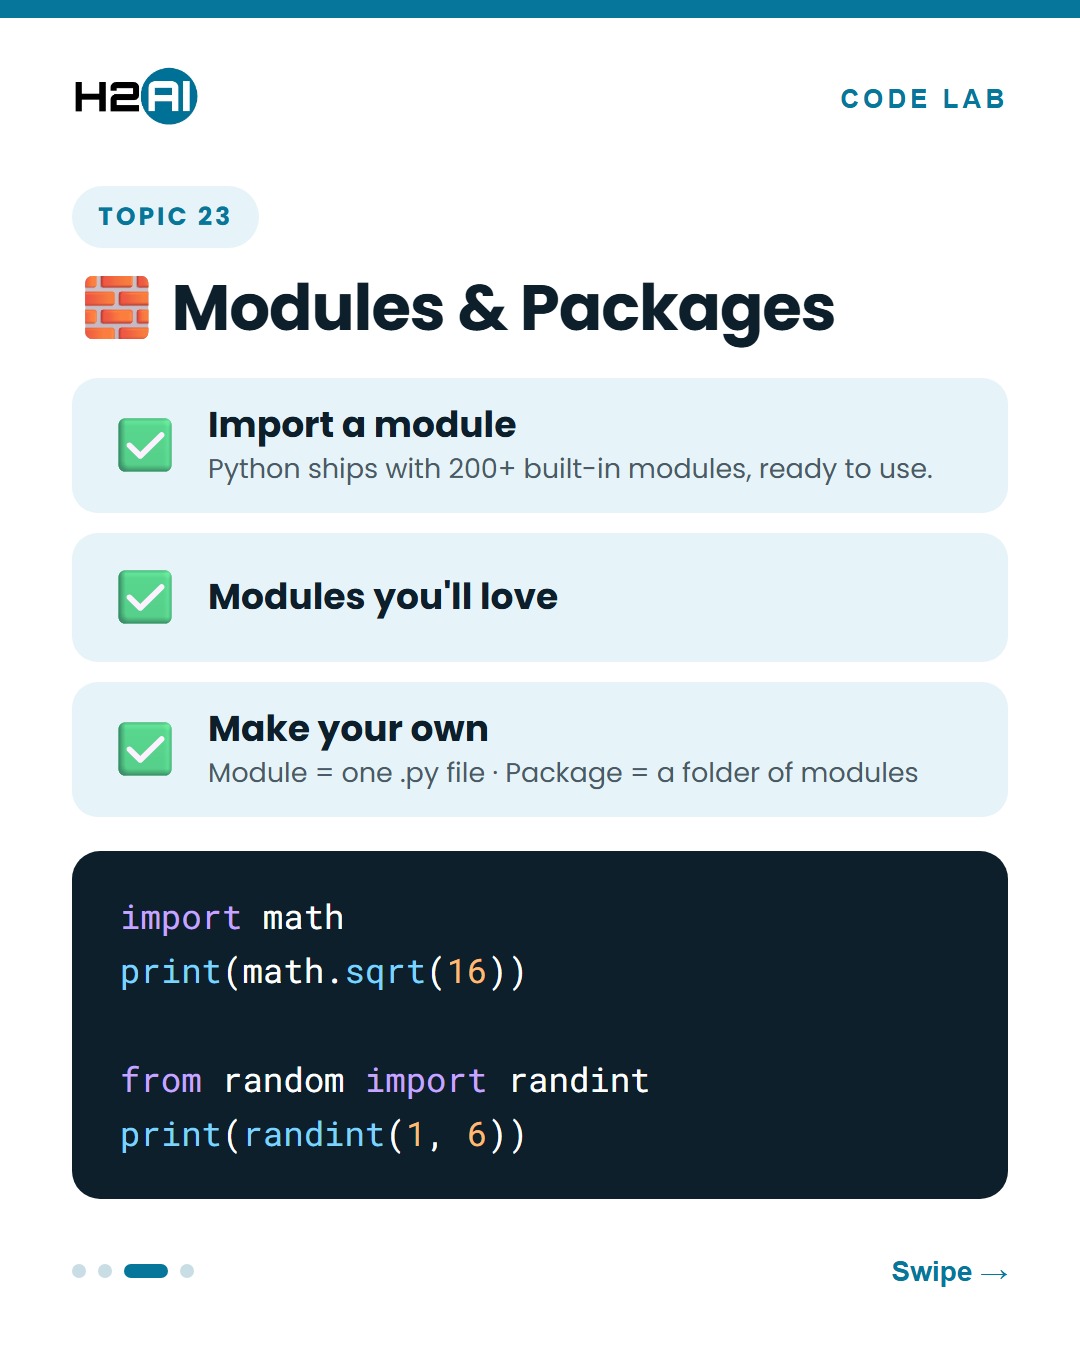 H2AI
CODE LAB
TOPIC 23
Modules & Packages
Import a module
Python ships with 200+ built-in modules, ready to use.
Modules you'll love
Make your own
Module = one .py file · Package = a folder of modules
import math
print(math.sqrt(16))
from random import randint
print(randint(1, 6))
Swipe →